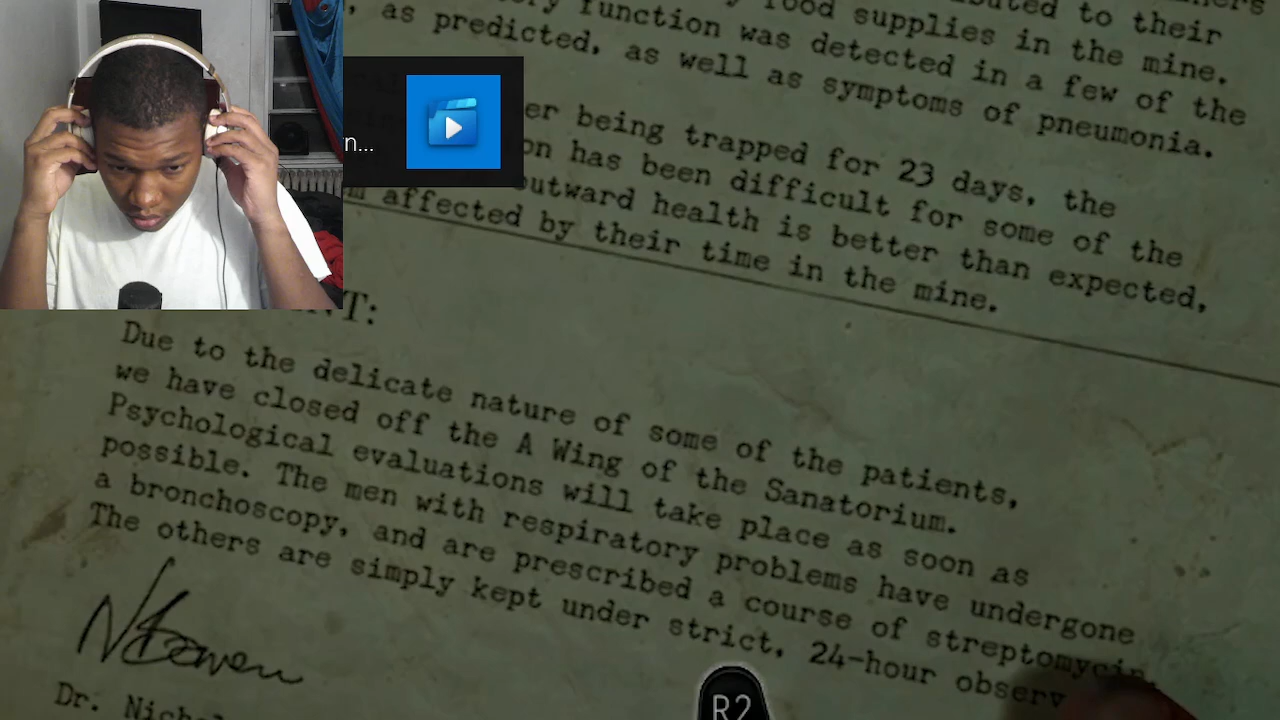 buted to their
food supplies in the mine.
function was detected in a few of the
, as predicted, as well as symptoms of pneumonia.
er being trapped for 23 days, the
on has been difficult for some of the
outward health is better than expected,
affected by their time in the mine.
n...
T:
Due to the delicate nature of some of the patients,
we have closed off the A Wing of the Sanatorium.
Psychological evaluations will take place as soon as
possible. The men with respiratory problems have undergone
a bronchoscopy, and are prescribed a course of streptomycin.
The others are simply kept under strict, 24-hour observ
Dr. Nichol
R2